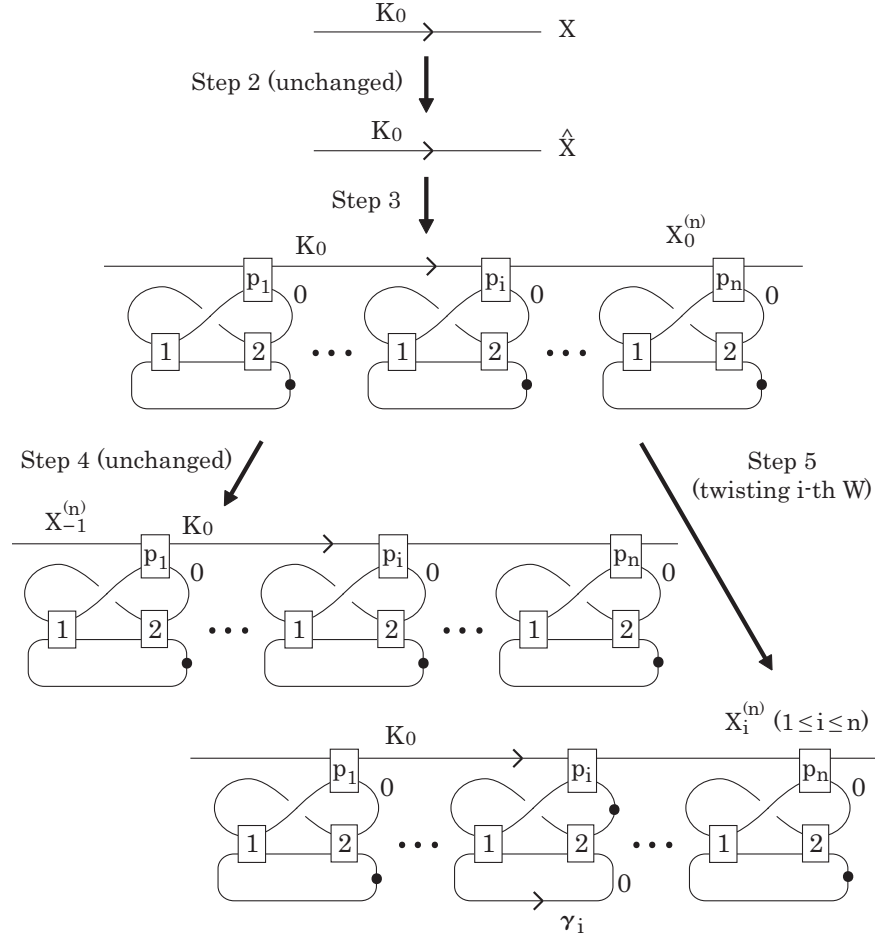 K₀ X
Step 2 (unchanged)
K₀ X̂
Step 3
K₀ X₀⁽ⁿ⁾
p₁ pᵢ pₙ
0 0 0
1 2 ••• 1 2 ••• 1 2
Step 4 (unchanged)
Step 5
(twisting i-th W)
X₋₁⁽ⁿ⁾ K₀
p₁ pᵢ pₙ
0 0 0
1 2 ••• 1 2 ••• 1 2
Xᵢ⁽ⁿ⁾ (1≤i≤n)
K₀
p₁ pᵢ pₙ
0 0
1 2 ••• 1 2 ••• 1 2
0
γᵢ